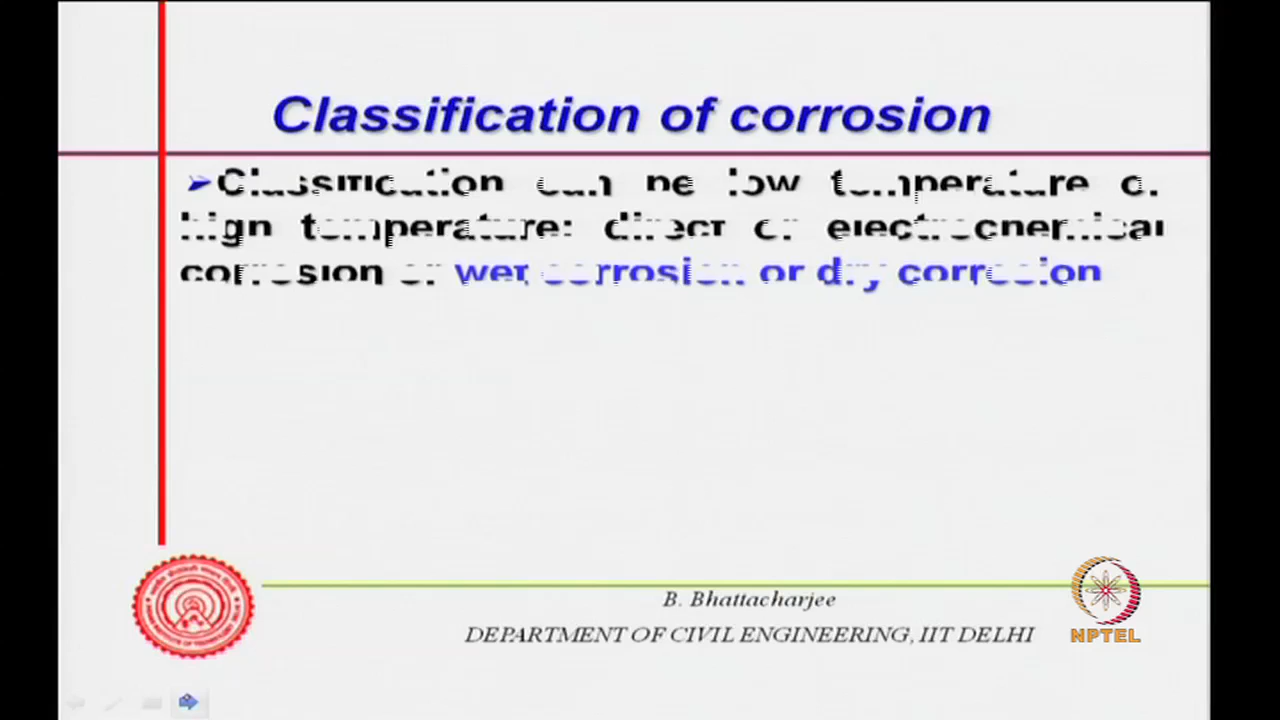 Classification of corrosion
Classification can be low temperature or
high temperature: direct or electrochemical
corrosion or wet corrosion or dry corrosion
B. Bhattacharjee
DEPARTMENT OF CIVIL ENGINEERING, IIT DELHI
NPTEL